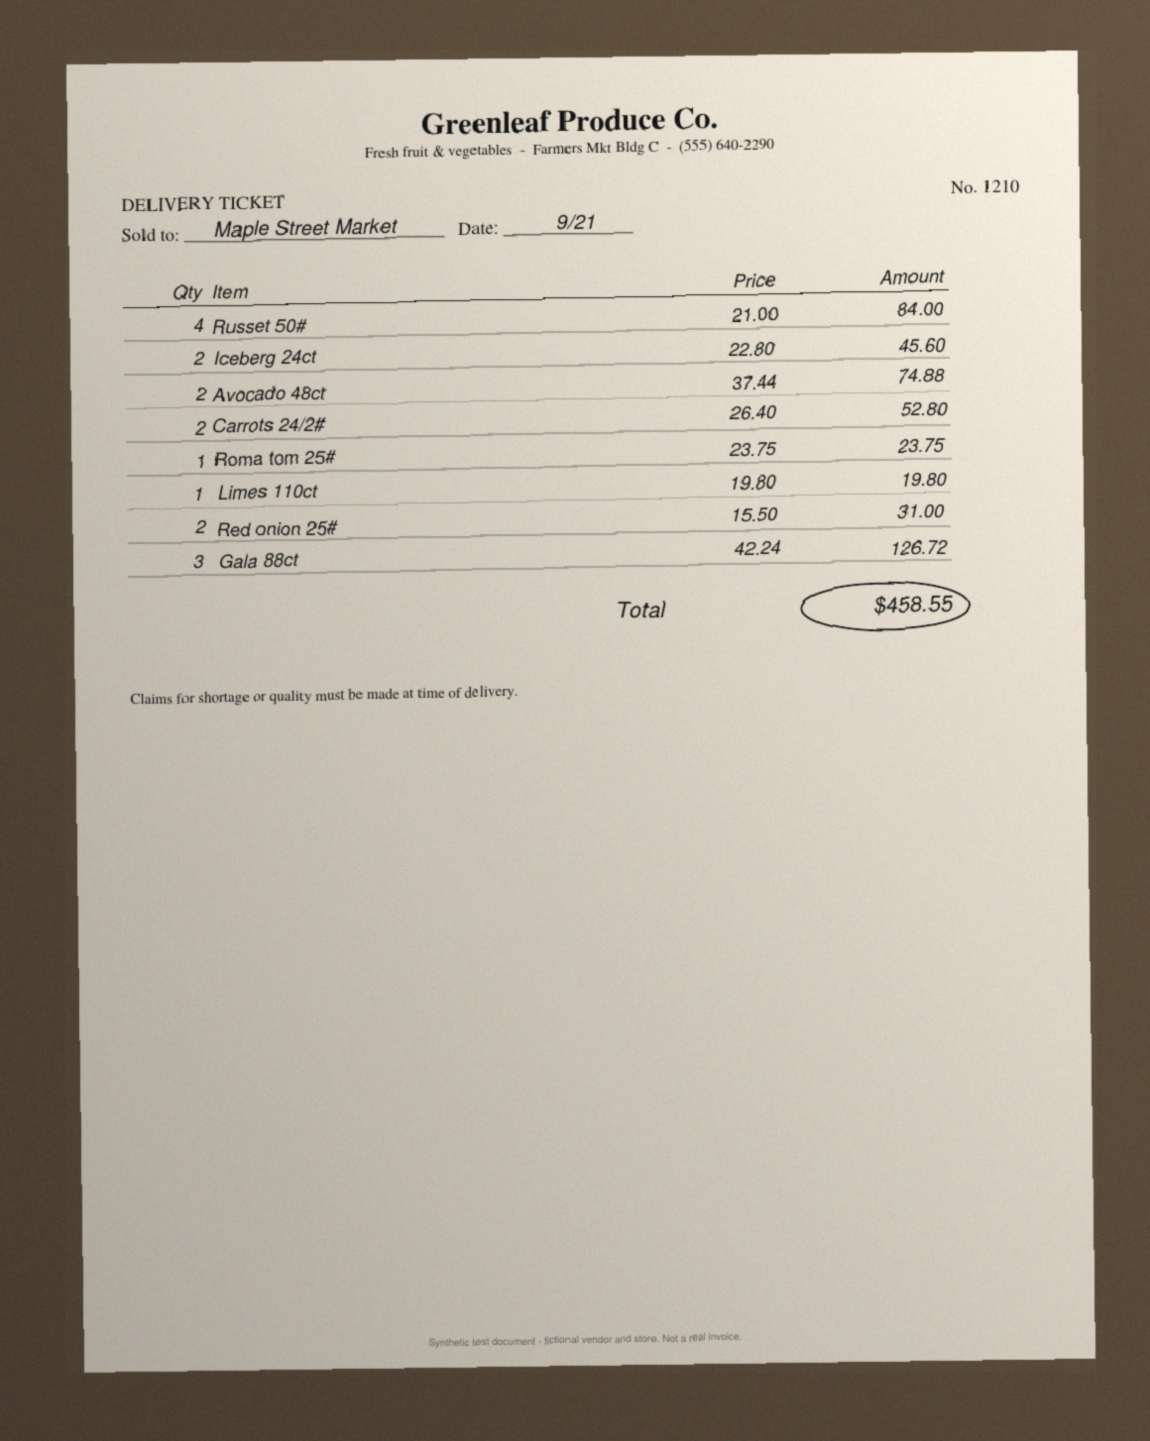 Greenleaf Produce Co.
Fresh fruit & vegetables - Farmers Mkt Bldg C - (555) 640-2290
No. 1210
DELIVERY TICKET
Sold to: Maple Street Market Date: 9/21
Qty Item Price Amount
4 Russet 50# 21.00 84.00
2 Iceberg 24ct 22.80 45.60
2 Avocado 48ct 37.44 74.88
2 Carrots 24/2# 26.40 52.80
1 Roma tom 25# 23.75 23.75
1 Limes 110ct 19.80 19.80
2 Red onion 25# 15.50 31.00
3 Gala 88ct 42.24 126.72
Total $458.55
Claims for shortage or quality must be made at time of delivery.
Synthetic test document - fictional vendor and store. Not a real invoice.